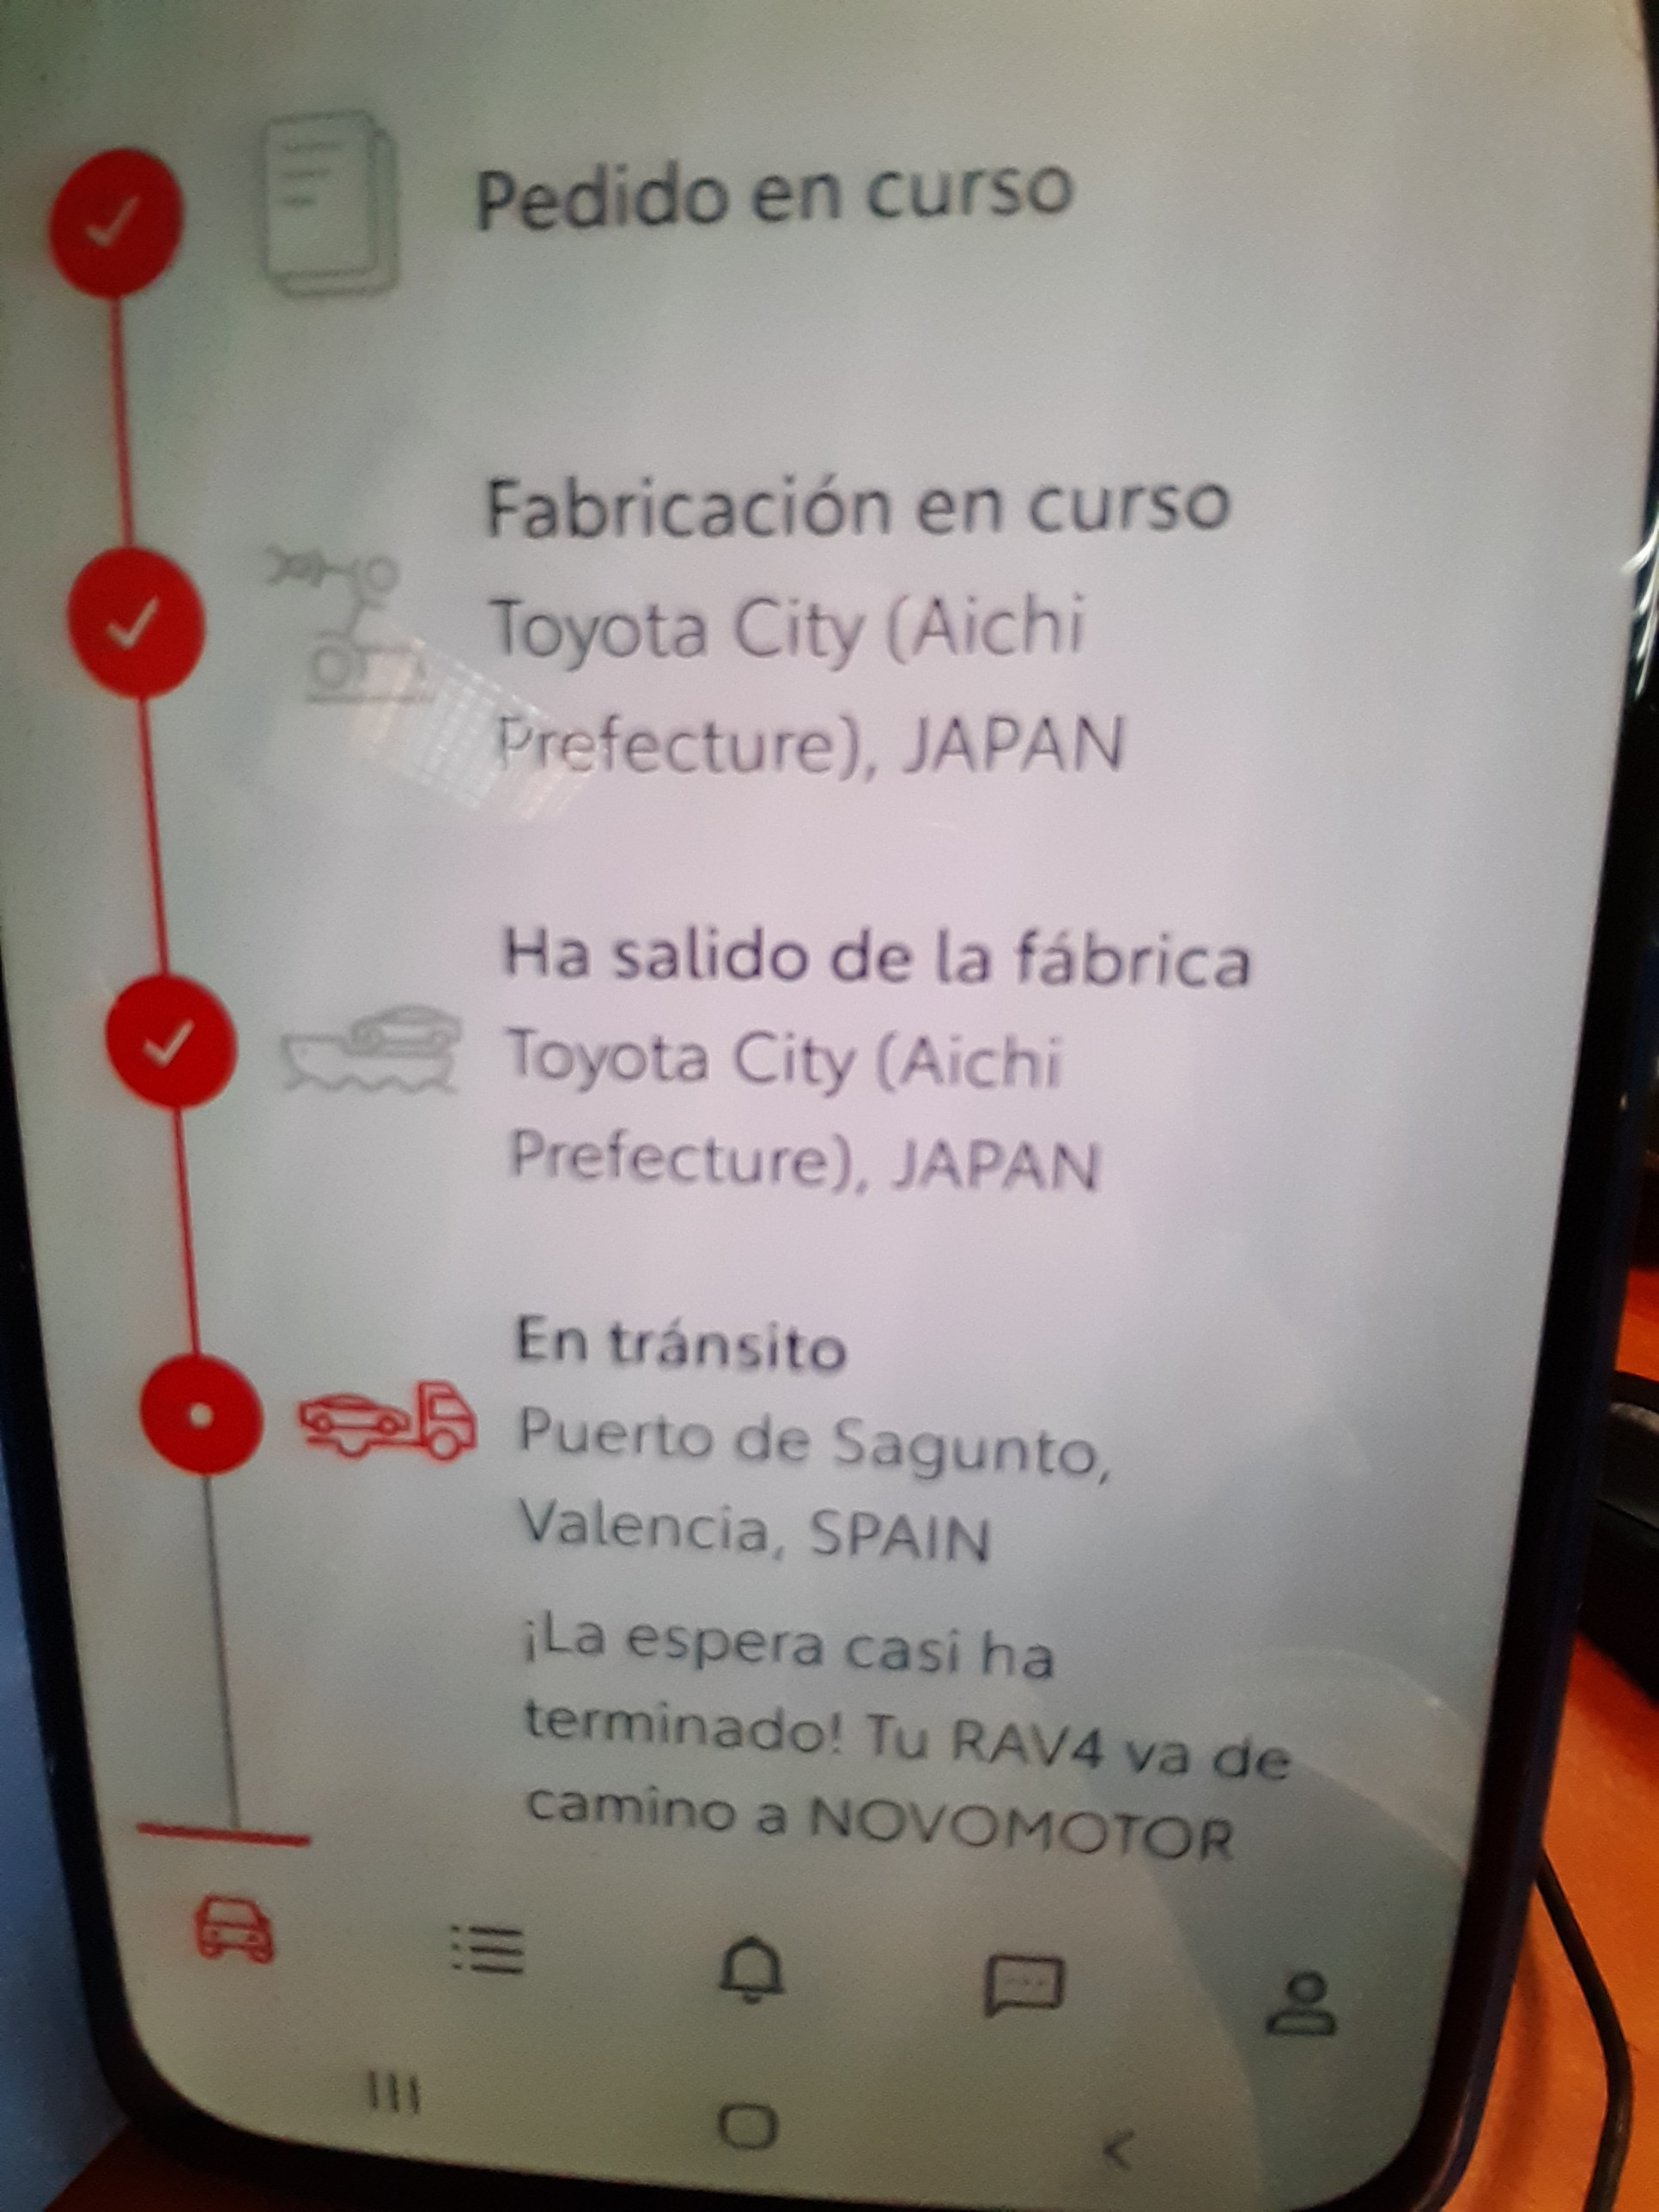 Pedido en curso
Fabricación en curso
Toyota City (Aichi
Prefecture), JAPAN
Ha salido de la fábrica
Toyota City (Aichi
Prefecture), JAPAN
En tránsito
Puerto de Sagunto,
Valencia, SPAIN
¡La espera casi ha
terminado! Tu RAV4 va de
camino a NOVOMOTOR